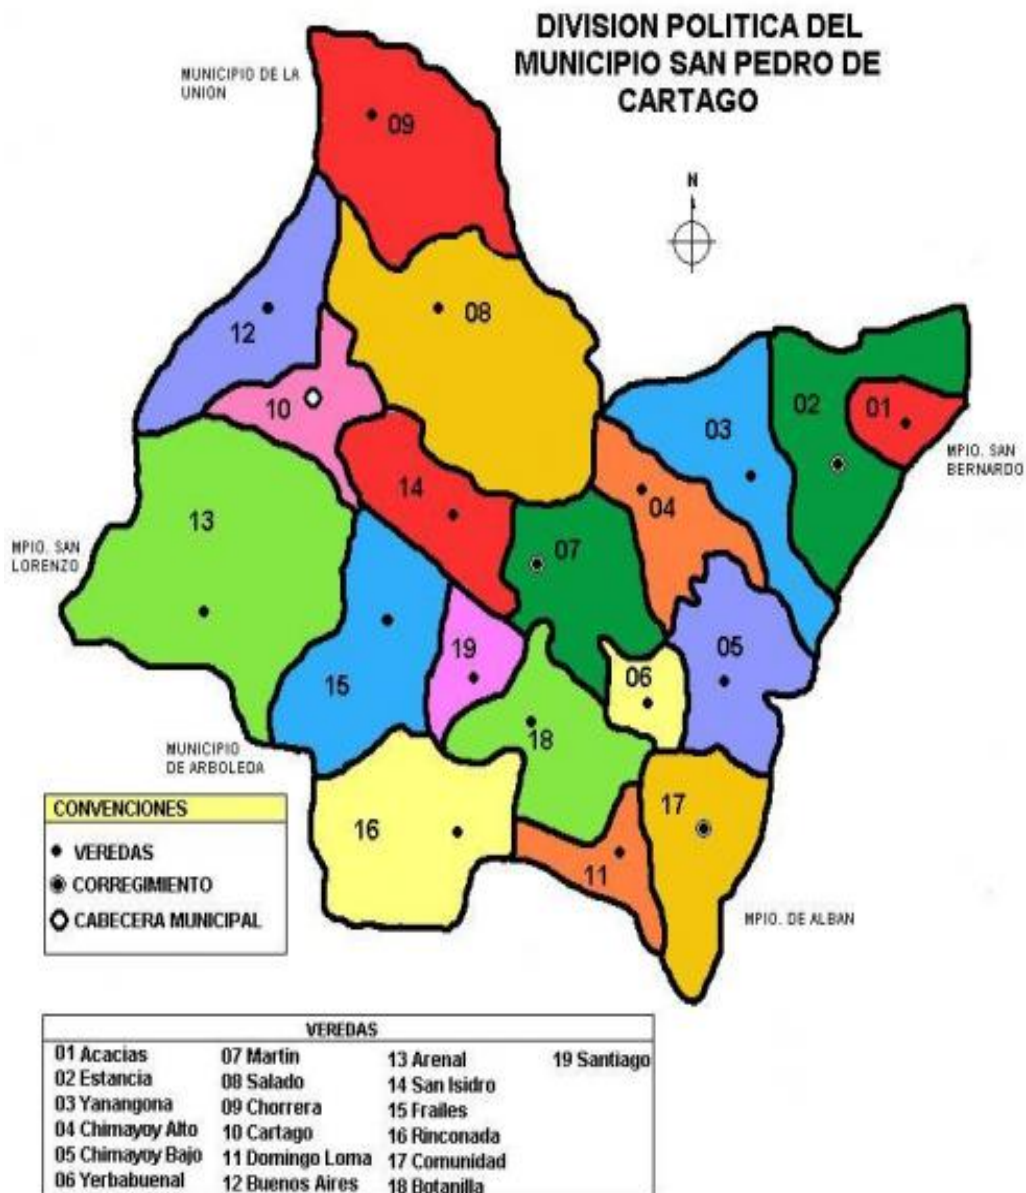 DIVISION POLITICA DEL
MUNICIPIO SAN PEDRO DE
CARTAGO
MUNICIPIO DE LA
UNION
N
09
08
12
10
02
01
03
MPIO. SAN
BERNARDO
14
04
13
07
MPIO. SAN
LORENZO
19
05
15
06
18
MUNICIPIO
DE ARBOLEDA
17
16
11
MPIO. DE ALBAN
CONVENCIONES
VEREDAS
CORREGIMIENTO
CABECERA MUNICIPAL
VEREDAS
01 Acacias
02 Estancia
03 Yanangona
04 Chimayoy Alto
05 Chimayoy Bajo
06 Yerbabuenal
07 Martin
08 Salado
09 Chorrera
10 Cartago
11 Domingo Loma
12 Buenos Aires
13 Arenal
14 San Isidro
15 Frailes
16 Rinconada
17 Comunidad
18 Botanilla
19 Santiago